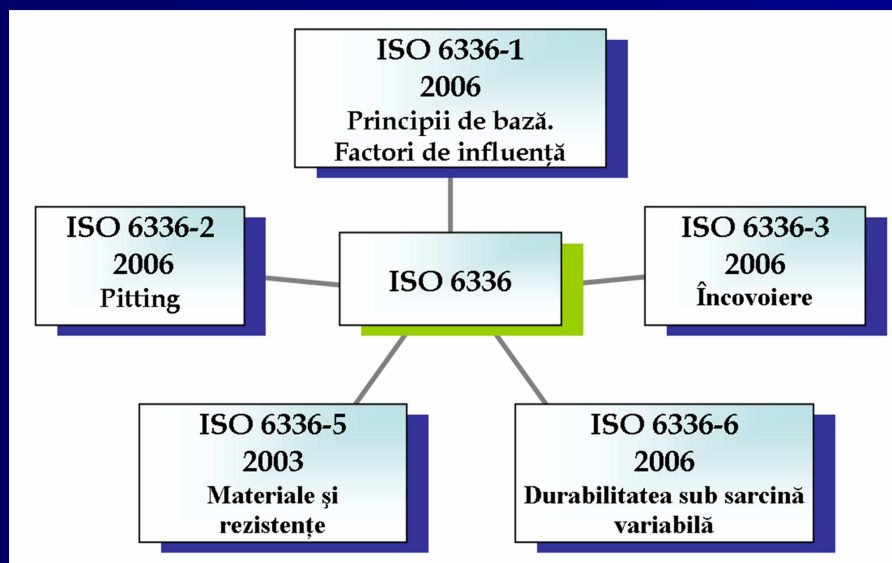 ISO 6336-1
2006
Principii de bază.
Factori de influență
ISO 6336-2
2006
Pitting
ISO 6336
ISO 6336-3
2006
Încovoiere
ISO 6336-5
2003
Materiale şi
rezistențe
ISO 6336-6
2006
Durabilitatea sub sarcină
variabilă